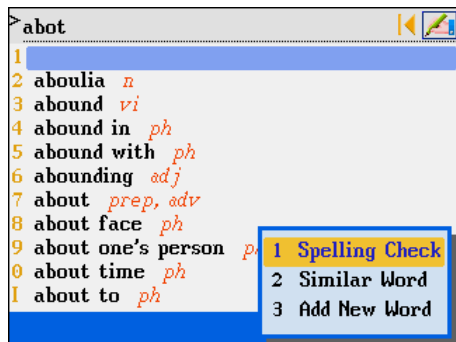 >abot
1
2 aboulia n
3 abound vi
4 abound in ph
5 abound with ph
6 abounding adj
7 about prep, adv
8 about face ph
9 about one's person p
0 about time ph
I about to ph
1 Spelling Check
2 Similar Word
3 Add New Word